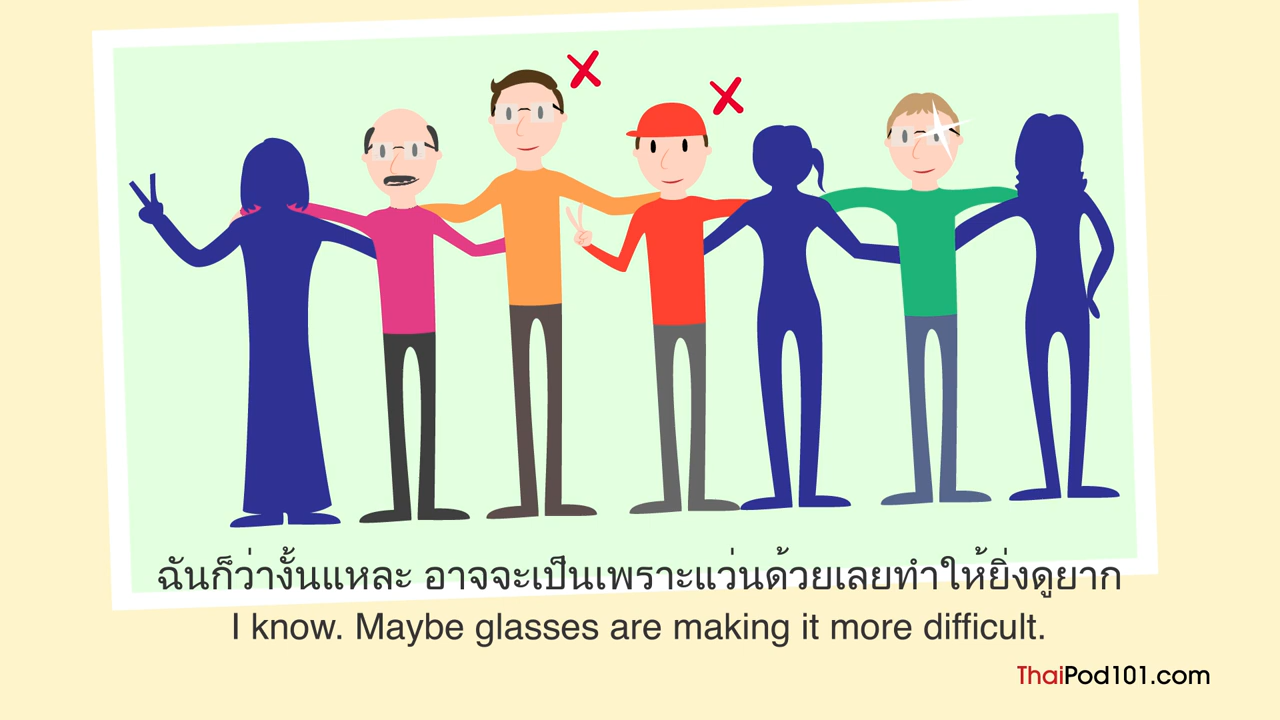 ฉันก็ว่างั้นแหละ อาจจะเป็นเพราะแว่นด้วยเลยทำให้ยิ่งดูยาก
I know. Maybe glasses are making it more difficult.
ThaiPod101.com